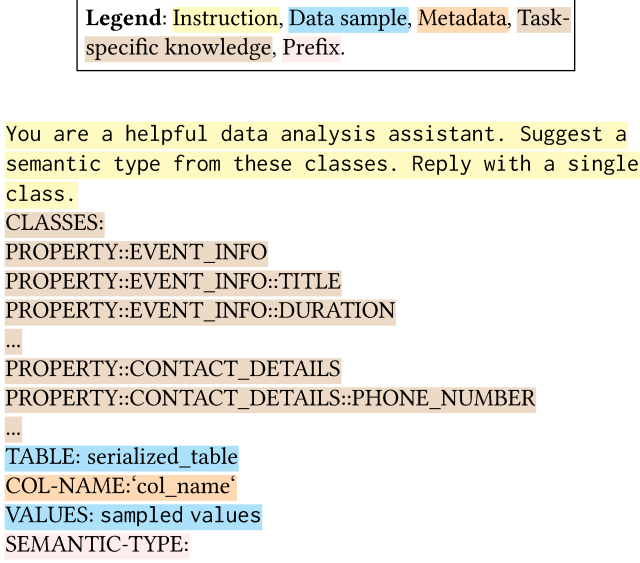 Legend: Instruction, Data sample, Metadata, Task-
specific knowledge, Prefix.
You are a helpful data analysis assistant. Suggest a
semantic type from these classes. Reply with a single
class.
CLASSES:
PROPERTY::EVENT_INFO
PROPERTY::EVENT_INFO::TITLE
PROPERTY::EVENT_INFO::DURATION
...
PROPERTY::CONTACT_DETAILS
PROPERTY::CONTACT_DETAILS::PHONE_NUMBER
...
TABLE: serialized_table
COL-NAME:‘col_name‘
VALUES: sampled values
SEMANTIC-TYPE: